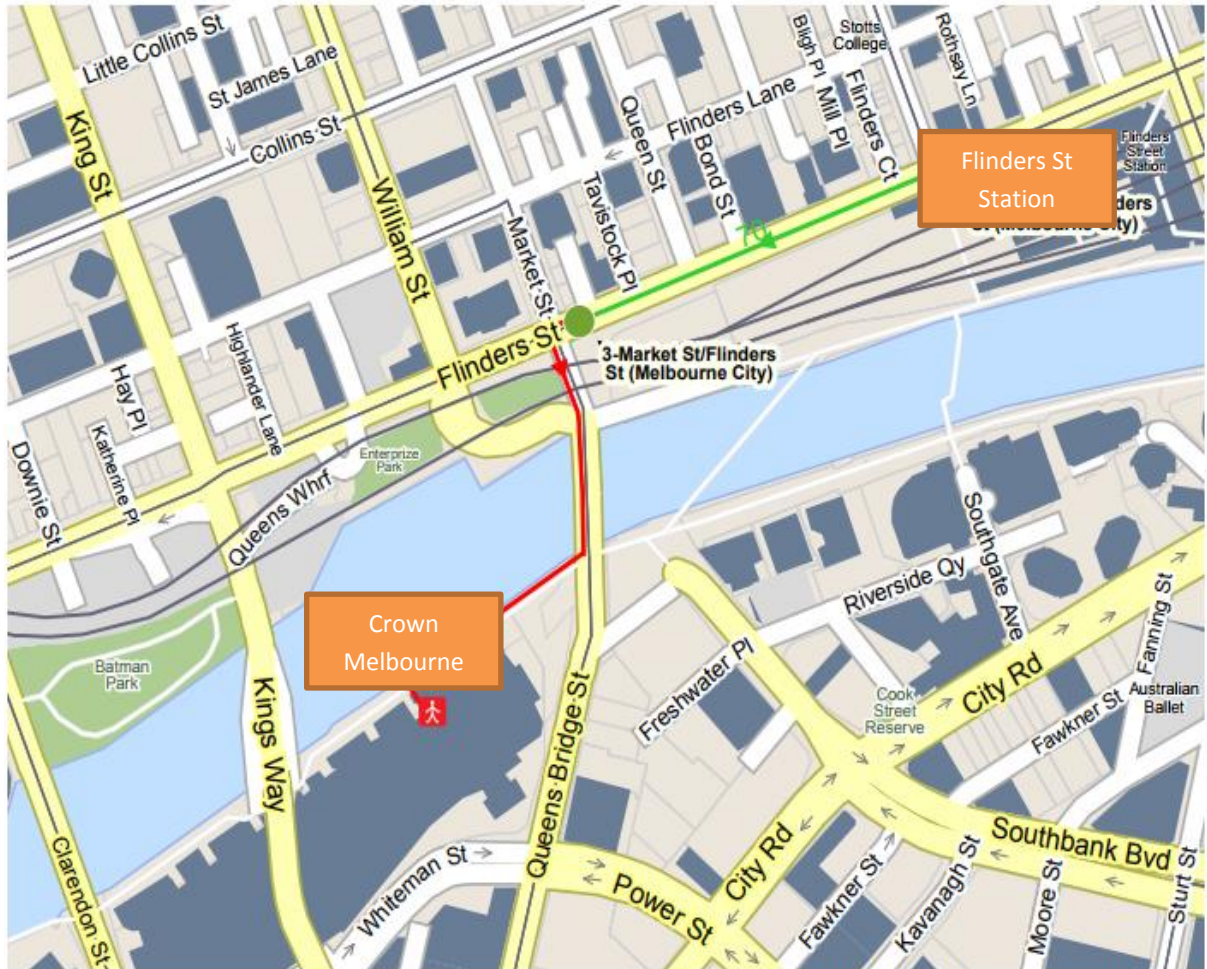 Little Collins St
St James Lane
Collins St
King St
William St
Stotts
College
Bligh Pl
Mill Pl
Flinders Ct
Rothsay Ln
Queen St
Flinders Lane
Bond St
Tavistock Pl
Market St
Flinders
Street
Station
Flinders St
Station
ders
St (Melbourne City)
70
Flinders St
3-Market St/Flinders
St (Melbourne City)
Hay Pl
Highlander Lane
Katherine Pl
Downie St
Enterprize
Park
Queens Whrf
Crown
Melbourne
Batman
Park
Kings Way
Clarendon St
Queens Bridge St
Whiteman St
Power St
Freshwater Pl
Riverside Qy
Southgate Ave
City Rd
Fanning St
Cook
Street
Reserve
Fawkner St
Australian
Ballet
City Rd
Southbank Bvd
Fawkner St
Kavanagh St
Moore St
Sturt St